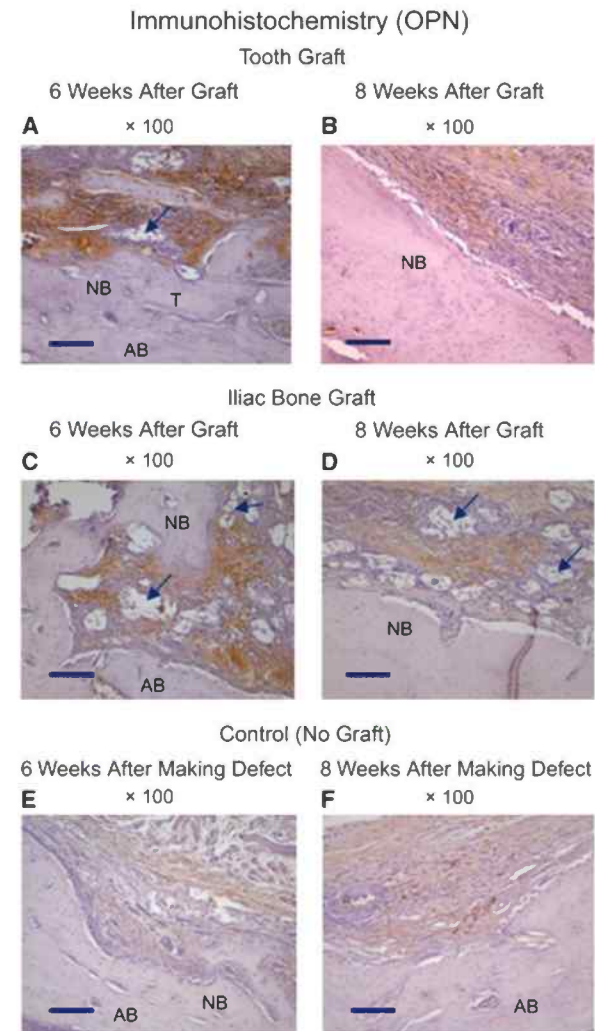 Immunohistochemistry (OPN)
Tooth Graft
6 Weeks After Graft 8 Weeks After Graft
A × 100 B × 100
NB
T
AB
NB
Iliac Bone Graft
6 Weeks After Graft 8 Weeks After Graft
C × 100 D × 100
NB
AB
NB
Control (No Graft)
6 Weeks After Making Defect 8 Weeks After Making Defect
E × 100 F × 100
AB NB
AB